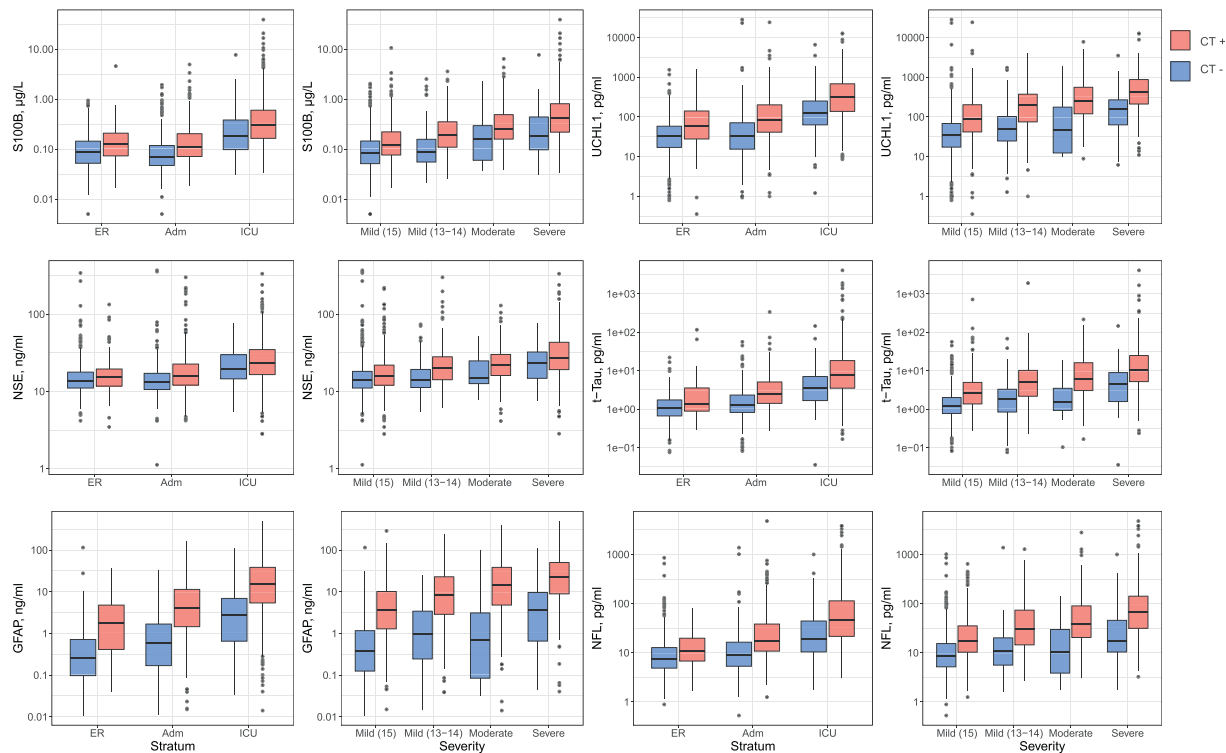 S100B, µg/L
10.00
1.00
0.10
0.01
ER Adm ICU
S100B, µg/L
10.00
1.00
0.10
0.01
Mild (15) Mild (13−14) Moderate Severe
UCHL1, pg/ml
10000
1000
100
10
1
ER Adm ICU
UCHL1, pg/ml
10000
1000
100
10
1
Mild (15) Mild (13−14) Moderate Severe
CT +
CT -
NSE, ng/ml
100
10
1
ER Adm ICU
NSE, ng/ml
100
10
1
Mild (15) Mild (13−14) Moderate Severe
t−Tau, pg/ml
1e+03
1e+02
1e+01
1e+00
1e−01
ER Adm ICU
t−Tau, pg/ml
1e+03
1e+02
1e+01
1e+00
1e−01
Mild (15) Mild (13−14) Moderate Severe
GFAP, ng/ml
100
10
1
0.1
0.01
ER Adm ICU
Stratum
GFAP, ng/ml
100
10
1
0.1
0.01
Mild (15) Mild (13−14) Moderate Severe
Severity
NFL, pg/ml
1000
100
10
1
ER Adm ICU
Stratum
NFL, pg/ml
1000
100
10
1
Mild (15) Mild (13−14) Moderate Severe
Severity